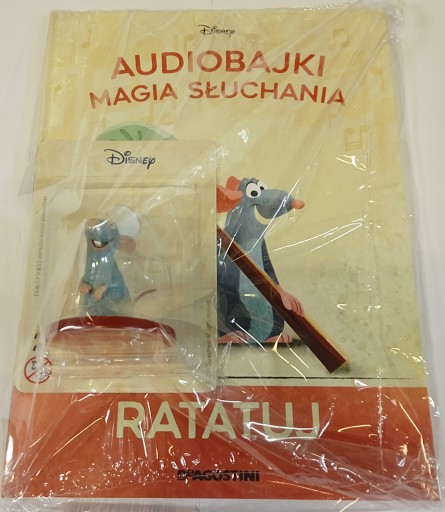 Disney
AUDIOBAJKI
MAGIA SŁUCHANIA
Disney
RATATUJ
DeAGOSTINI